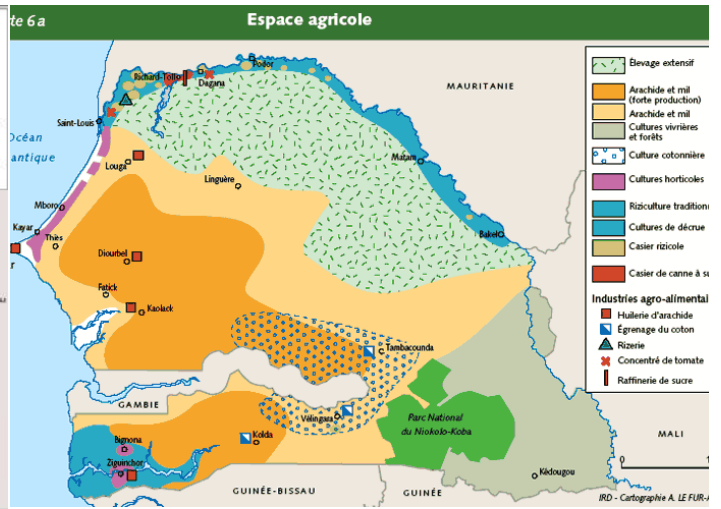 te 6a
Espace agricole
Océan
antique
MAURITANIE
Podor
Richard-Toll
Dagana
Saint-Louis
Matam
Louga
Linguère
Mboro
Bakel
Kayar
Thiès
Diourbel
Fatick
Kaolack
Tambacounda
GAMBIE
Vélingara
Parc National
du Niokolo-Koba
Bignona
Kolda
Ziguinchor
Kédougou
MALI
GUINÉE-BISSAU
GUINÉE
Élevage extensif
Arachide et mil
(forte production)
Arachide et mil
Cultures vivrières
et forêts
Culture cotonnière
Cultures horticoles
Riziculture traditionne
Cultures de décrue
Casier rizicole
Casier de canne à su
Industries agro-alimentai
Huilerie d'arachide
Égrenage du coton
Rizerie
Concentré de tomate
Raffinerie de sucre
0
1
IRD - Cartographie A. LE FUR-A